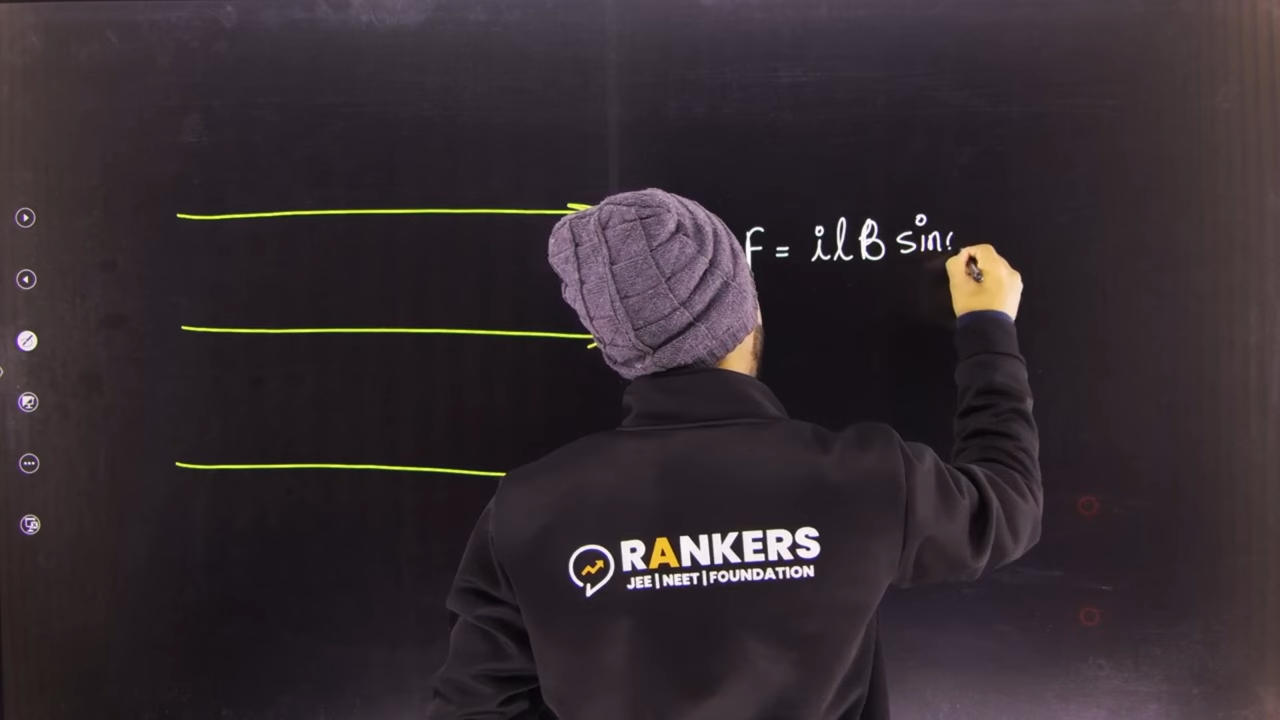 F = ilB sin
RANKERS
JEE | NEET | FOUNDATION